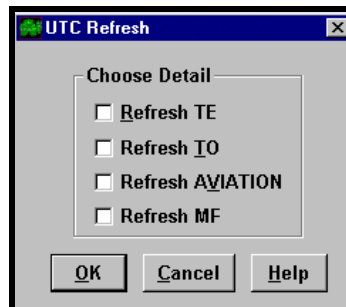 UTC Refresh
Choose Detail
Refresh TE
Refresh TO
Refresh AVIATION
Refresh MF
OK Cancel Help